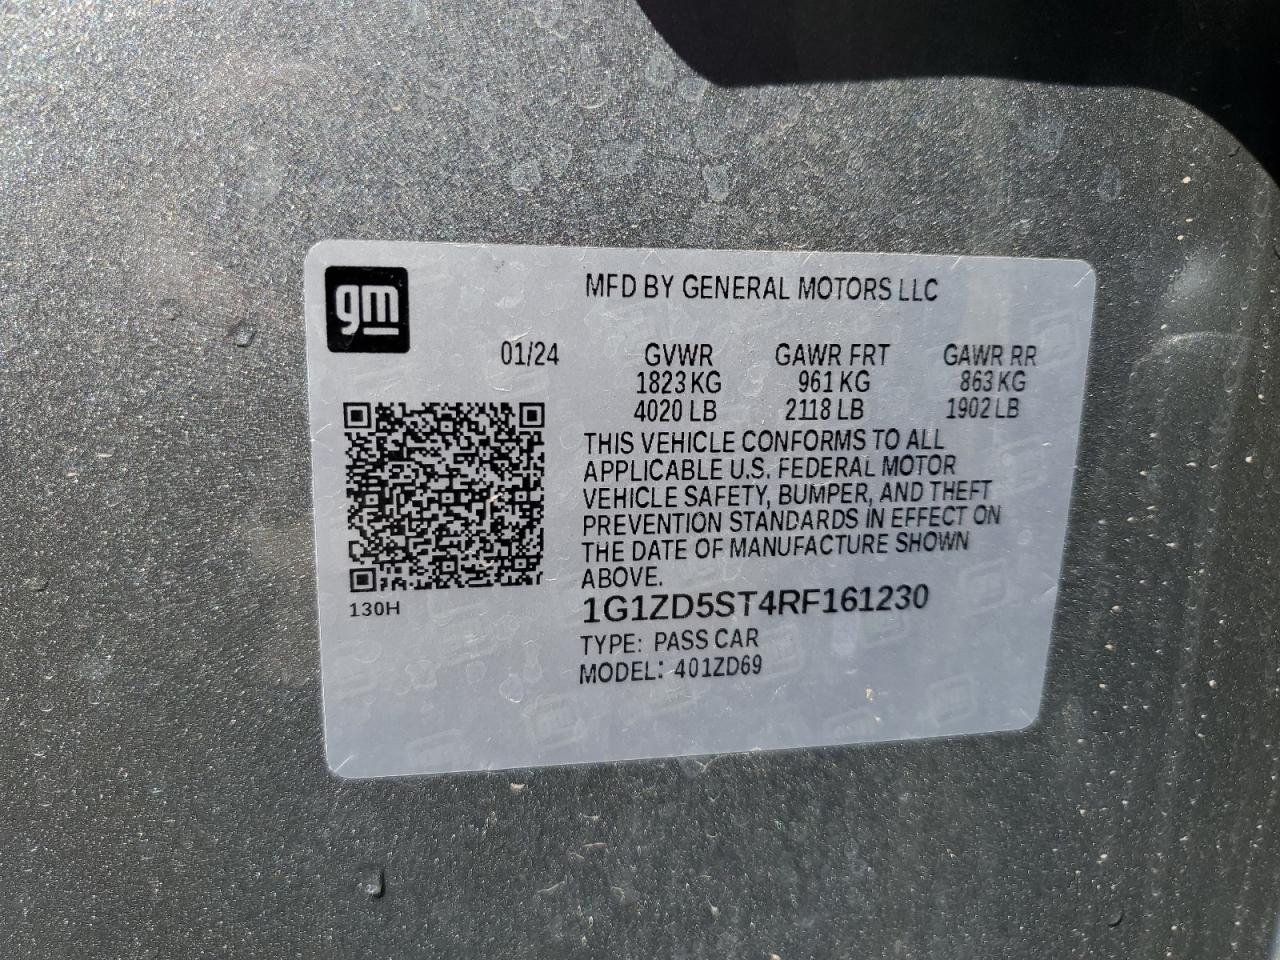 gm
MFD BY GENERAL MOTORS LLC
01/24 GVWR GAWR FRT GAWR RR
1823 KG 961 KG 863 KG
4020 LB 2118 LB 1902 LB
THIS VEHICLE CONFORMS TO ALL
APPLICABLE U.S. FEDERAL MOTOR
VEHICLE SAFETY, BUMPER, AND THEFT
PREVENTION STANDARDS IN EFFECT ON
THE DATE OF MANUFACTURE SHOWN
ABOVE.
130H
1G1ZD5ST4RF161230
TYPE: PASS CAR
MODEL: 401ZD69